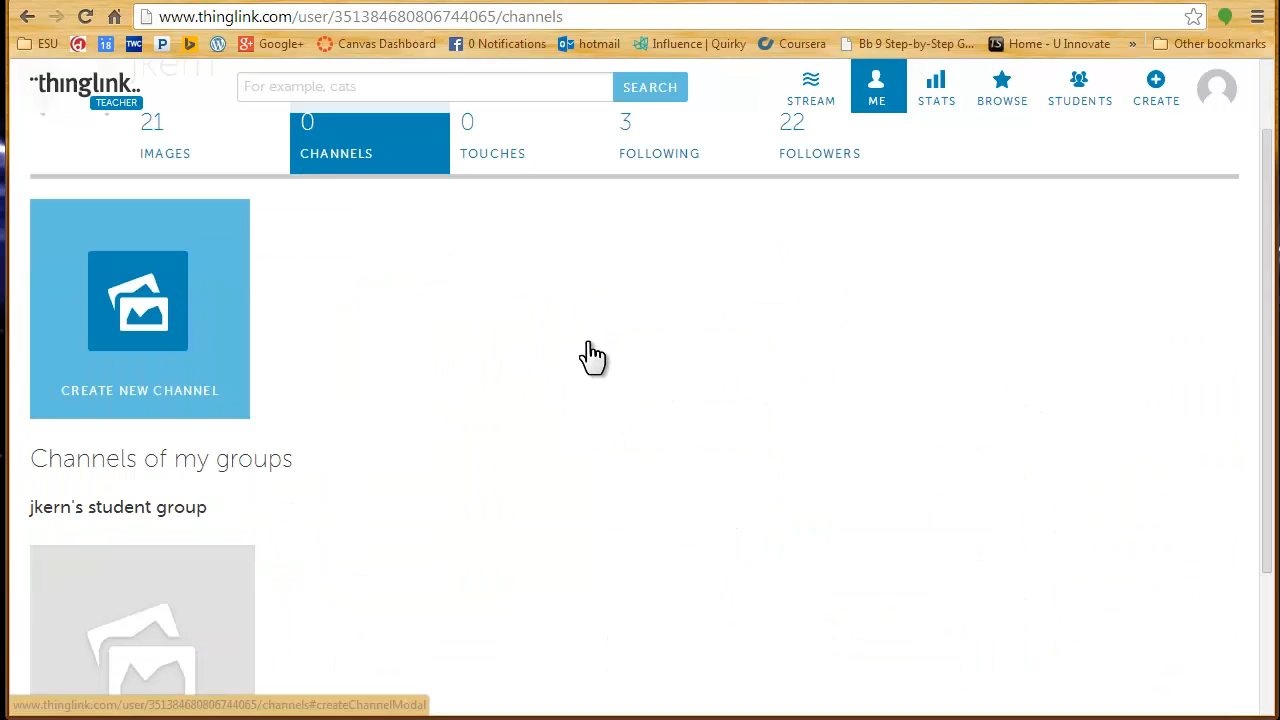 www.thinglink.com/user/351384680806744065/channels
ESU 18 TWC P Google+ Canvas Dashboard 0 Notifications hotmail Influence | Quirky Coursera Bb 9 Step-by-Step G... TS Home - U Innovate » Other bookmarks
jkern
thinglink..
TEACHER
For example, cats
SEARCH
STREAM
ME
STATS
BROWSE
STUDENTS
CREATE
21
IMAGES
0
CHANNELS
0
TOUCHES
3
FOLLOWING
22
FOLLOWERS
CREATE NEW CHANNEL
Channels of my groups
jkern's student group
www.thinglink.com/user/351384680806744065/channels#createChannelModal